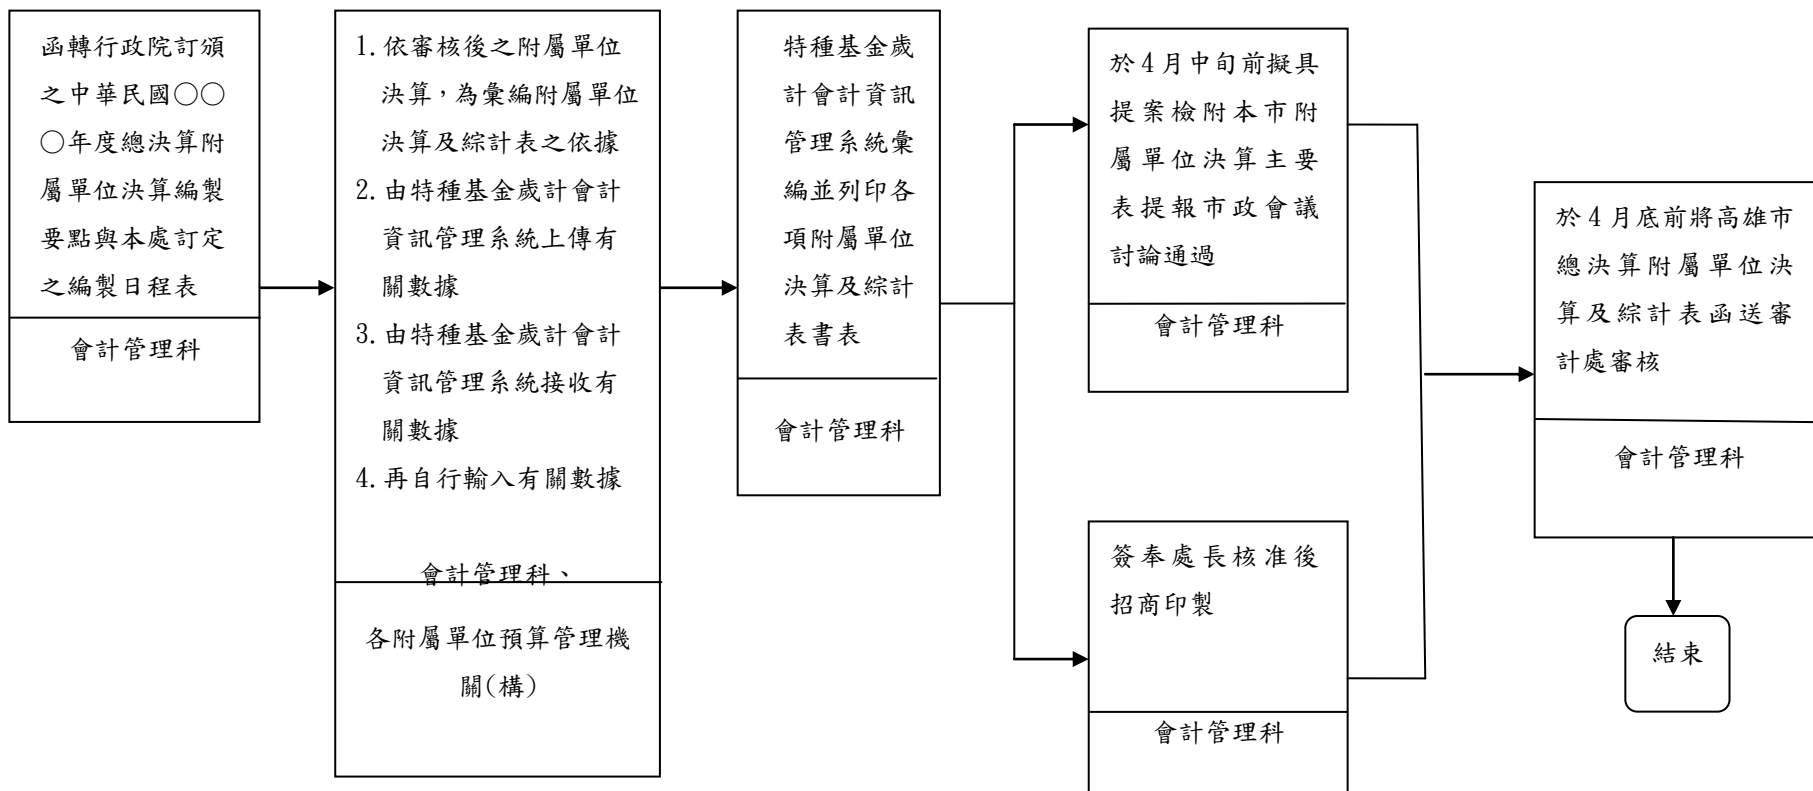 函轉行政院訂頒
之中華民國○○
○年度總決算附
屬單位決算編製
要點與本處訂定
之編製日程表
會計管理科
1.依審核後之附屬單位
決算，為彙編附屬單位
決算及綜計表之依據
2.由特種基金歲計會計
資訊管理系統上傳有
關數據
3.由特種基金歲計會計
資訊管理系統接收有
關數據
4.再自行輸入有關數據
會計管理科、
各附屬單位預算管理機
關(構)
特種基金歲
計會計資訊
管理系統彙
編並列印各
項附屬單位
決算及綜計
表書表
會計管理科
於4月中旬前擬具
提案檢附本市附
屬單位決算主要
表提報市政會議
討論通過
會計管理科
簽奉處長核准後
招商印製
會計管理科
於4月底前將高雄市
總決算附屬單位決
算及綜計表函送審
計處審核
會計管理科
結束